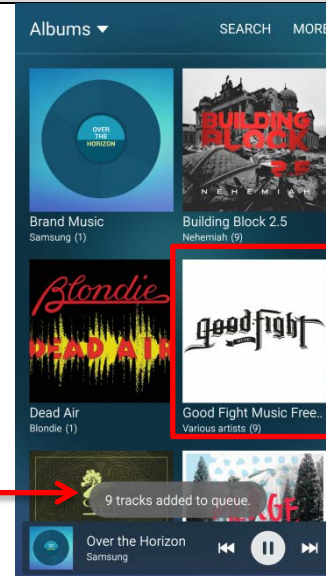 Albums ▼ SEARCH MORE
OVER
THE
HORIZON
BUILDING
BLOCK
2.5
NEHEMIAH
Brand Music
Samsung (1)
Building Block 2.5
Nehemiah (9)
Blondie
DEAD AIR
good fight
Dead Air
Blondie (1)
Good Fight Music Free..
Various artists (9)
9 tracks added to queue.
Over the Horizon
Samsung